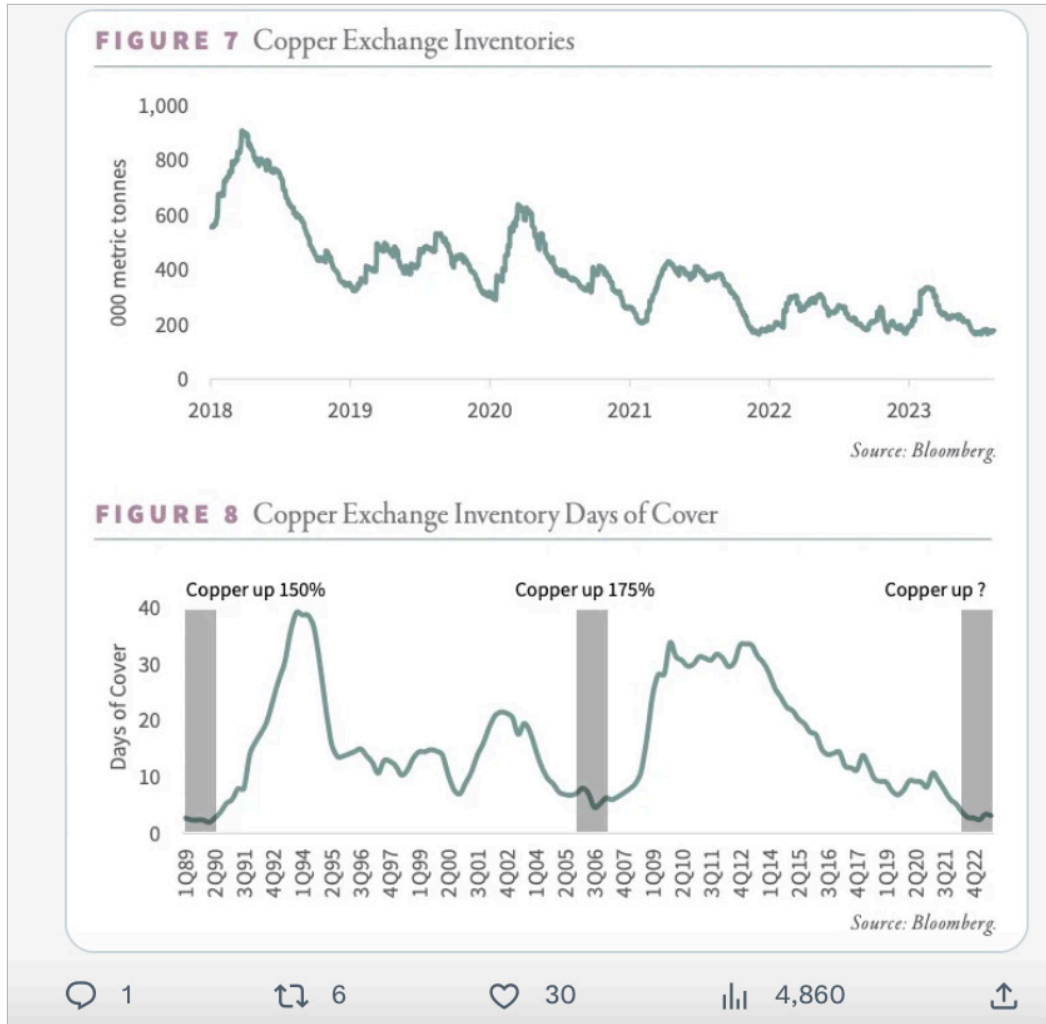 FIGURE 7 Copper Exchange Inventories
000 metric tonnes
1,000
800
600
400
200
0
2018 2019 2020 2021 2022 2023
Source: Bloomberg.
FIGURE 8 Copper Exchange Inventory Days of Cover
Copper up 150% Copper up 175% Copper up ?
Days of Cover
40
30
20
10
0
1Q89 2Q90 3Q91 4Q92 1Q94 2Q95 3Q96 4Q97 1Q99 2Q00 3Q01 4Q02 1Q04 2Q05 3Q06 4Q07 1Q09 2Q10 3Q11 4Q12 1Q14 2Q15 3Q16 4Q17 1Q19 2Q20 3Q21 4Q22
Source: Bloomberg.
1 6 30 4,860